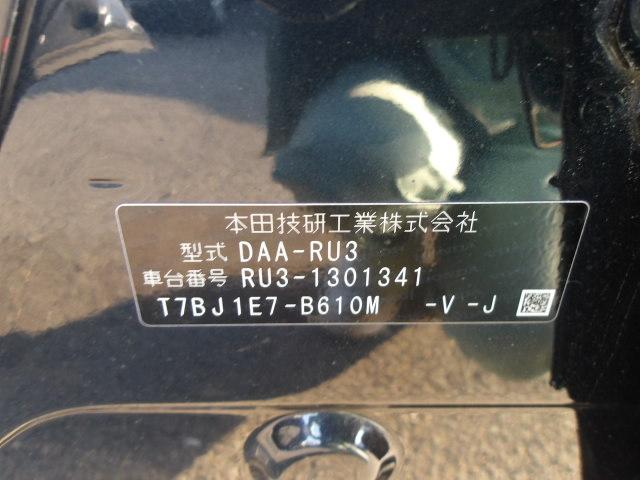 本田技研工業株式会社
型式 DAA-RU3
車台番号 RU3-1301341
T7BJ1E7-B610M -V -J